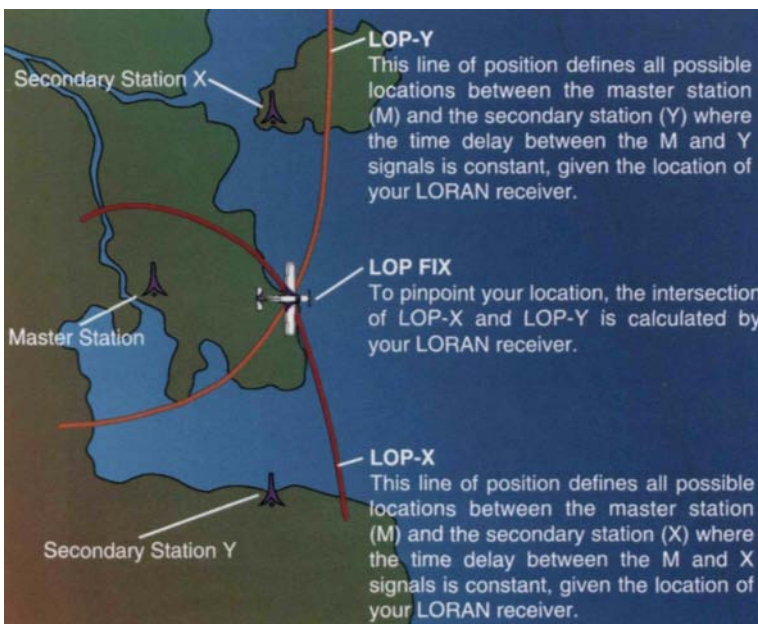 LOP-Y
This line of position defines all possible
locations between the master station
(M) and the secondary station (Y) where
the time delay between the M and Y
signals is constant, given the location of
your LORAN receiver.
Secondary Station X
LOP FIX
To pinpoint your location, the intersection
of LOP-X and LOP-Y is calculated by
your LORAN receiver.
Master Station
LOP-X
This line of position defines all possible
locations between the master station
(M) and the secondary station (X) where
the time delay between the M and X
signals is constant, given the location of
your LORAN receiver.
Secondary Station Y